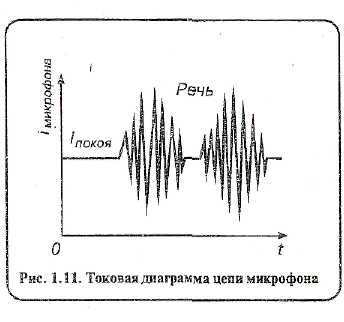 i
Речь
i микрофона
I покоя
0
t
Рис. 1.11. Токовая диаграмма цепи микрофона